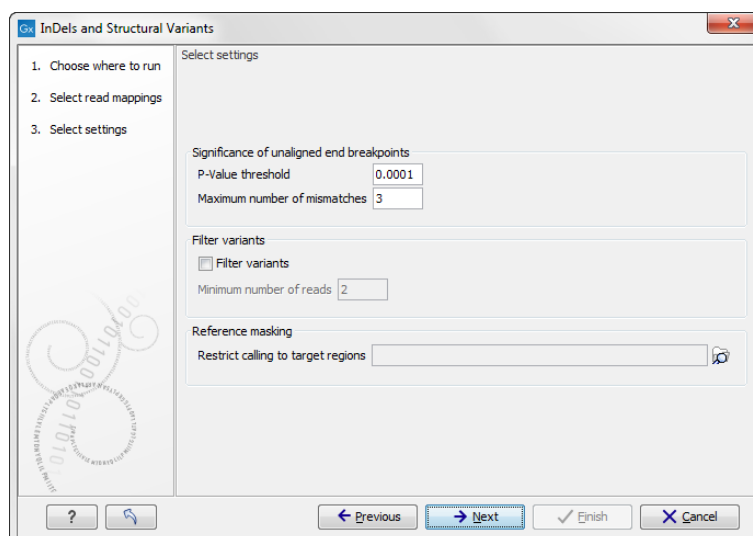 Gx InDels and Structural Variants
1. Choose where to run
2. Select read mappings
3. Select settings
Select settings
Significance of unaligned end breakpoints
P-Value threshold 0.0001
Maximum number of mismatches 3
Filter variants
Filter variants
Minimum number of reads 2
Reference masking
Restrict calling to target regions
? Previous Next Finish Cancel